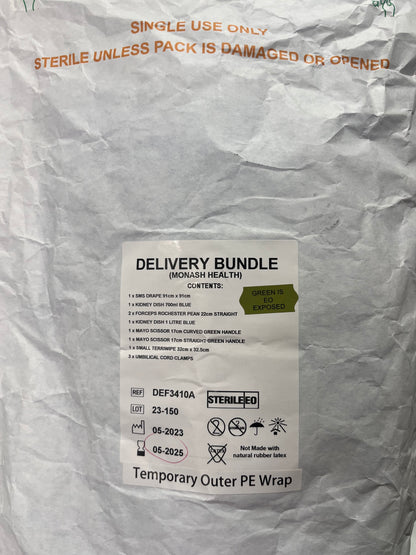 SINGLE USE ONLY
STERILE UNLESS PACK IS DAMAGED OR OPENED
DELIVERY BUNDLE
(MONASH HEALTH)
CONTENTS:
1 x SMS DRAPE 91cm x 91cm
1 x KIDNEY DISH 700ml BLUE
2 x FORCEPS ROCHESTER PEAN 22cm STRAIGHT
1 x KIDNEY DISH 1 LITRE BLUE
1 x MAYO SCISSOR 17cm CURVED GREEN HANDLE
1 x MAYO SCISSOR 17cm STRAIGHT GREEN HANDLE
1 x SMALL TERRIWIPE 32cm x 32.5cm
3 x UMBILICAL CORD CLAMPS
GREEN IS
EO
EXPOSED
REF DEF3410A
STERILE EO
LOT 23-150
05-2023
05-2025
LATEX
Not Made with
natural rubber latex
Temporary Outer PE Wrap